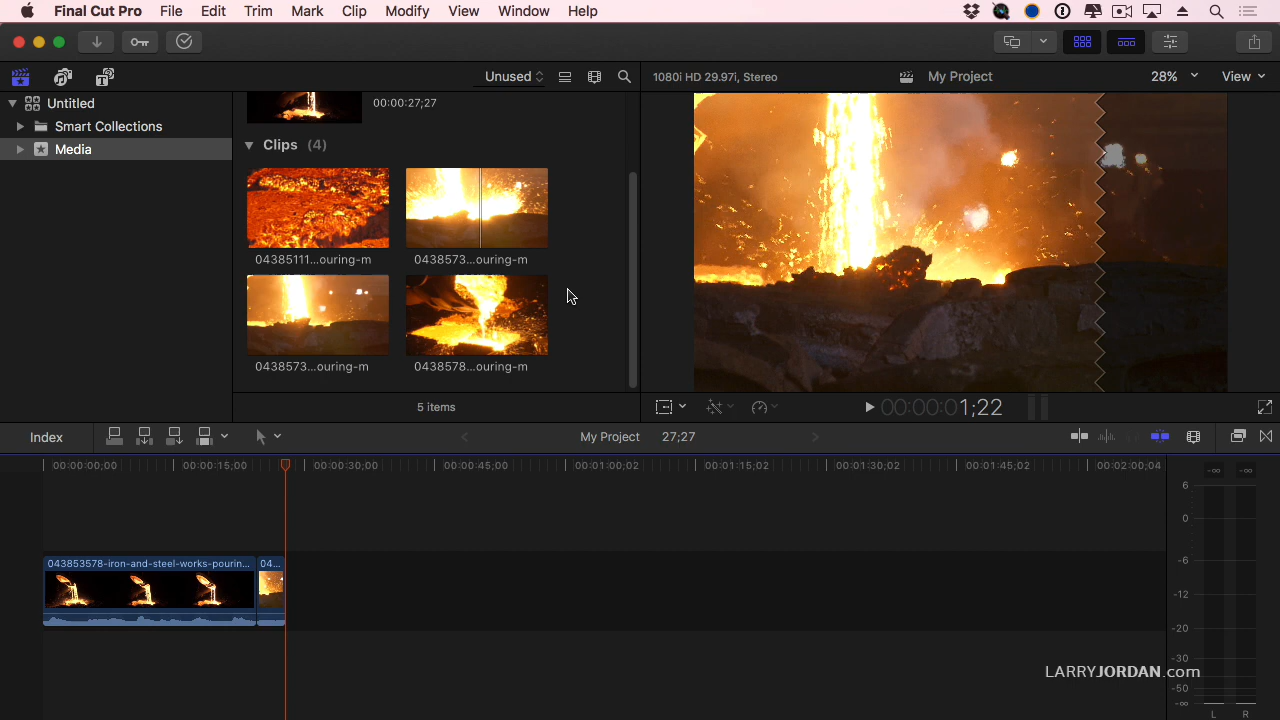 Final Cut Pro File Edit Trim Mark Clip Modify View Window Help
Unused
1080i HD 29.97i, Stereo
My Project
28%
View
Untitled
Smart Collections
Media
00:00:27;27
Clips (4)
04385111...ouring-m
0438573...ouring-m
0438573...ouring-m
0438578...ouring-m
5 items
00:00:01;22
Index
My Project 27;27
00:00:00;00 00:00:15;00 00:00:30;00 00:00:45;00 00:01:00;02 00:01:15;02 00:01:30;02 00:01:45;02 00:02:00;04
-∞ -∞
6
0
-6
-12
-20
-30
-50
-∞
L R
043853578-iron-and-steel-works-pourin...
04...
LARRYJORDAN.com